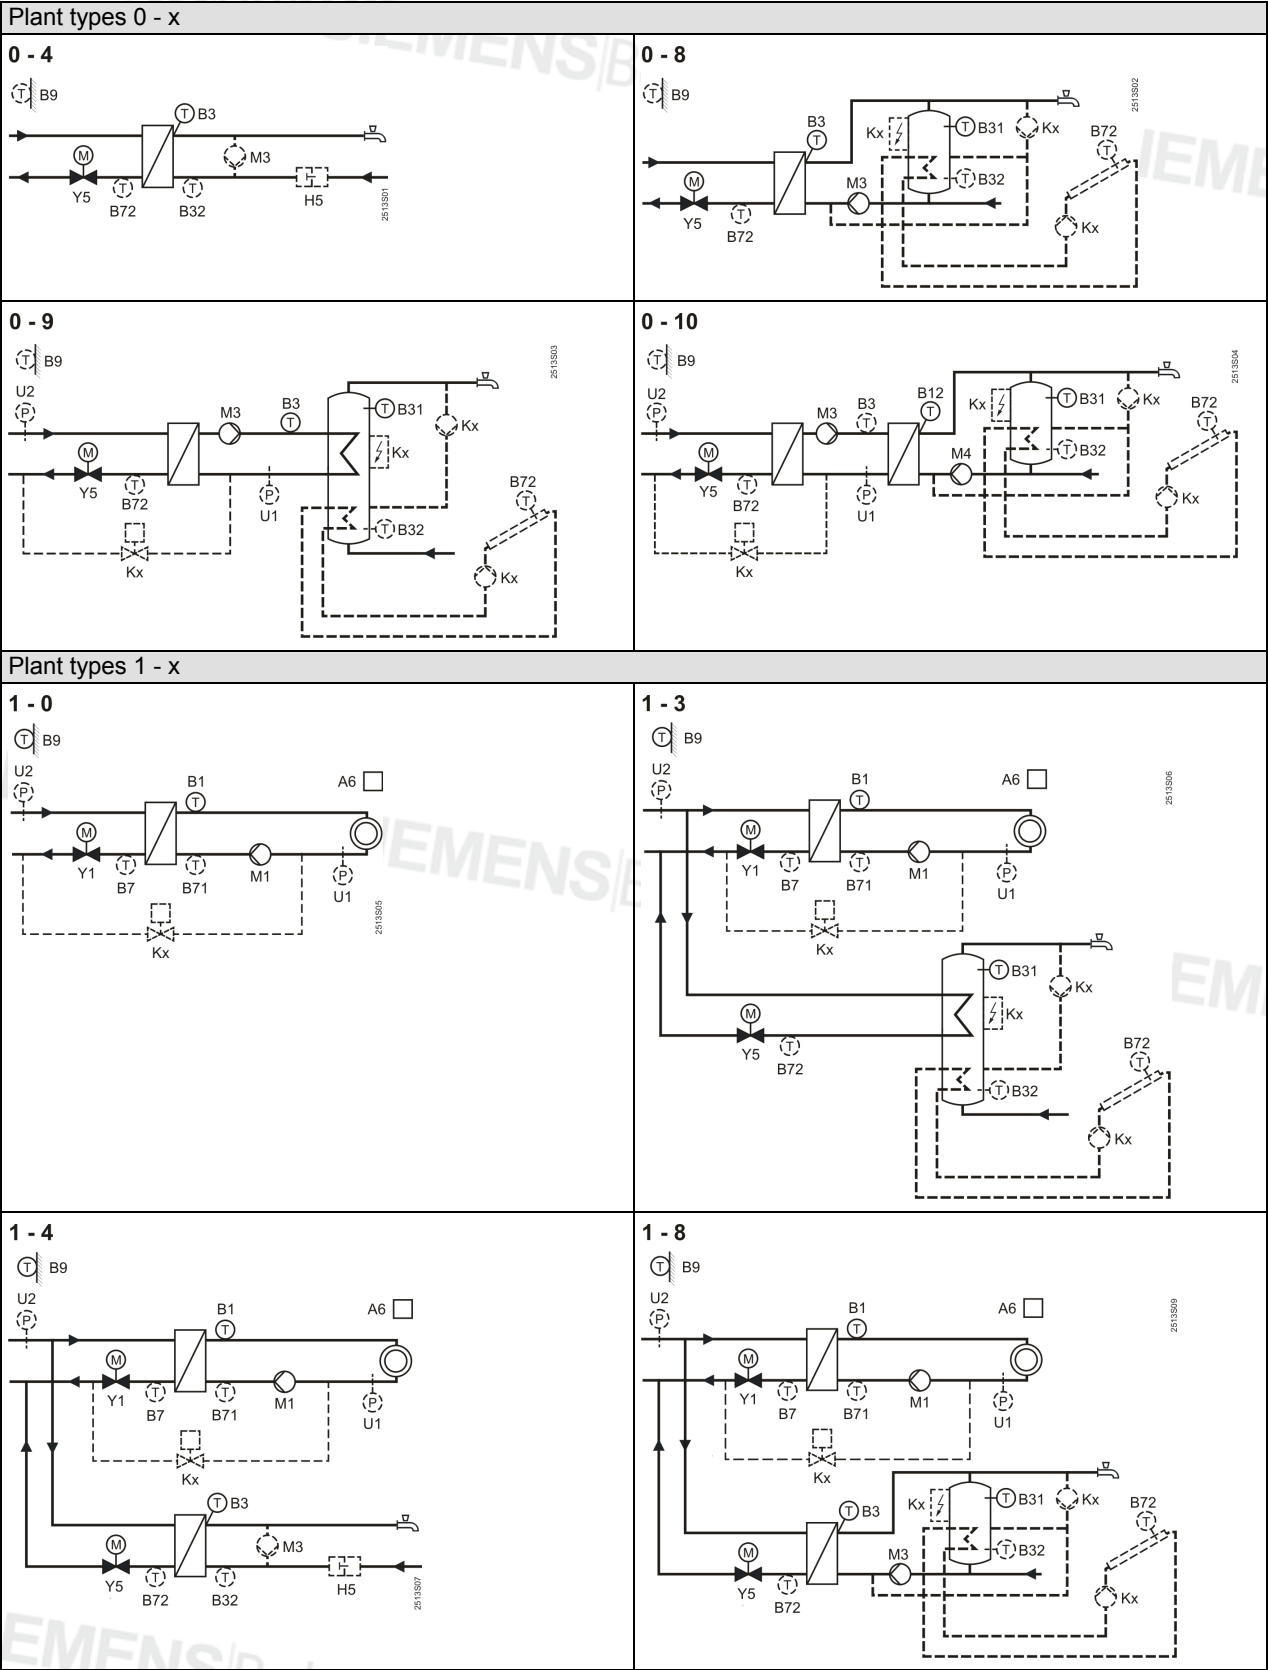 Plant types 0 - x
SIEMENS
0 - 4
T B9
T B3
M
M3
Y5
T
B72
T
B32
H5
2513S01
0 - 8
T B9
2513S02
IEME
B3
T
Kx
T B31
Kx
B72
T
M
M3
T B32
Y5
T
B72
Kx
0 - 9
T B9
2513S03
U2
P
M3
B3
T
T B31
Kx
M
Kx
Y5
T
B72
P
U1
B72
T
T B32
Kx
Kx
0 - 10
T B9
2513S04
U2
P
M3
B3
T
B12
T
Kx
T B31
Kx
B72
T
M
M4
T B32
Y5
T
B72
P
U1
Kx
Kx
Plant types 1 - x
1 - 0
T B9
U2
P
B1
T
A6
M
Y1
T
B7
T
B71
M1
P
U1
2513S05
Kx
IEMENS
1 - 3
T B9
2513S06
U2
P
B1
T
A6
M
Y1
T
B7
T
B71
M1
P
U1
Kx
T B31
Kx
EM
Kx
M
Y5
T
B72
B72
T
T B32
Kx
1 - 4
T B9
U2
P
B1
T
A6
M
Y1
T
B7
T
B71
M1
P
U1
Kx
T B3
M
M3
Y5
T
B72
T
B32
H5
2513S07
EMENS
1 - 8
T B9
2513S09
U2
P
B1
T
A6
M
Y1
T
B7
T
B71
M1
P
U1
Kx
T B3
Kx
T B31
Kx
B72
T
M
M3
T B32
Y5
T
B72
Kx